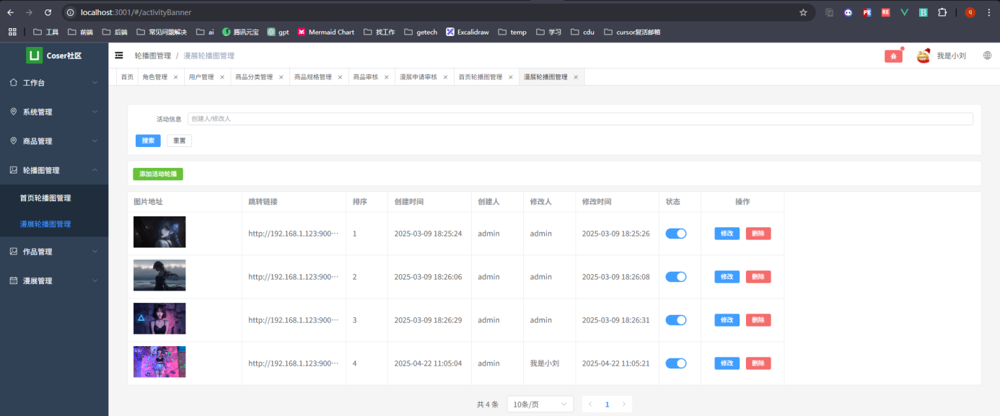 localhost:3001/#/activityBanner
工具 前端 后端 常见问题解决 ai 腾讯元宝 gpt Mermaid Chart 找工作 getech Excalidraw temp 学习 cdu cursor复活邮箱
Coser社区
轮播图管理 / 漫展轮播图管理
我是小刘
首页 角色管理 用户管理 商品分类管理 商品规格管理 商品审核 漫展申请审核 首页轮播图管理 漫展轮播图管理
工作台
系统管理
商品管理
轮播图管理
首页轮播图管理
漫展轮播图管理
作品管理
漫展管理
活动信息 创建人/修改人
搜索 重置
添加活动轮播
图片地址 跳转链接 排序 创建时间 创建人 修改人 修改时间 状态 操作
http://192.168.1.123:900… 1 2025-03-09 18:25:24 admin admin 2025-03-09 18:25:26 修改 删除
http://192.168.1.123:900… 2 2025-03-09 18:26:06 admin admin 2025-03-09 18:26:08 修改 删除
http://192.168.1.123:900… 3 2025-03-09 18:26:29 admin admin 2025-03-09 18:26:31 修改 删除
http://192.168.1.123:900… 4 2025-04-22 11:05:04 admin 我是小刘 2025-04-22 11:05:21 修改 删除
共 4 条 10条/页 1